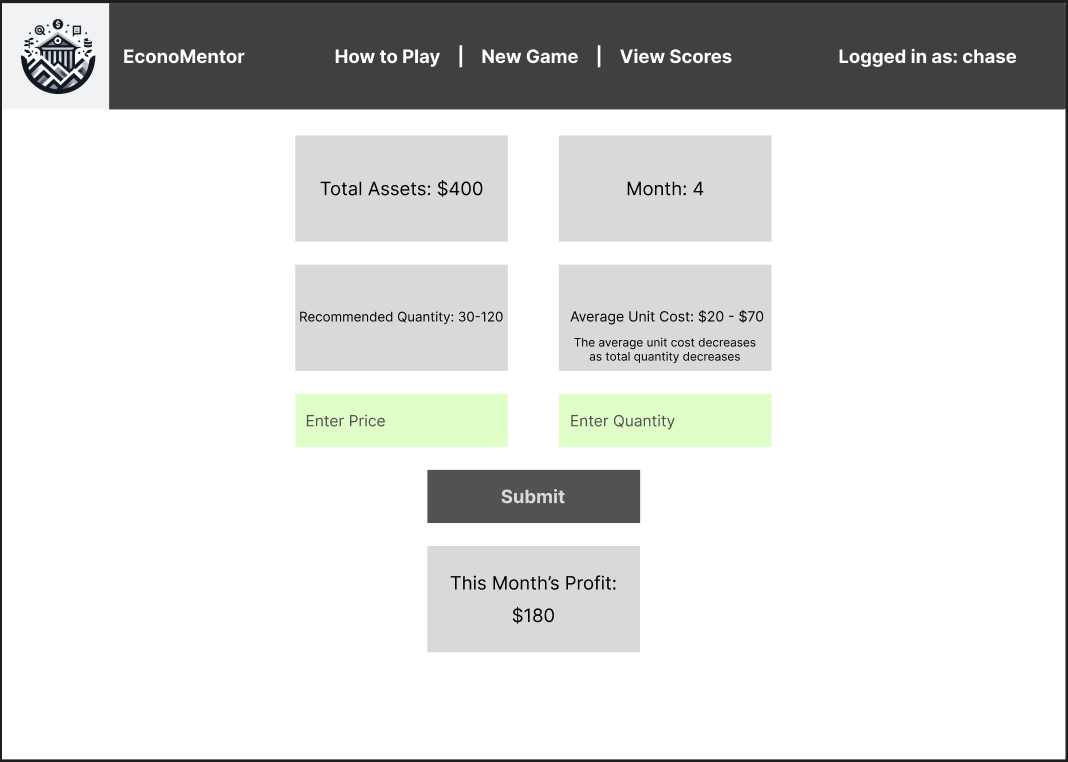 EconoMentor
How to Play | New Game | View Scores
Logged in as: chase
Total Assets: $400
Month: 4
Recommended Quantity: 30-120
Average Unit Cost: $20 - $70
The average unit cost decreases
as total quantity decreases
Enter Price
Enter Quantity
Submit
This Month’s Profit:
$180